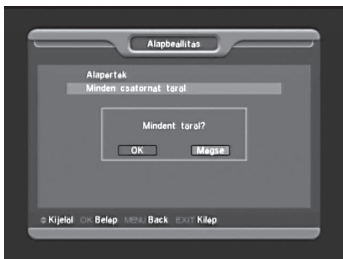 Alapbeallitas
Alapertek
Minden csatornat torol
Mindent torol?
OK Megse
Kijelol OK Belep MENU Back EXIT Kilep